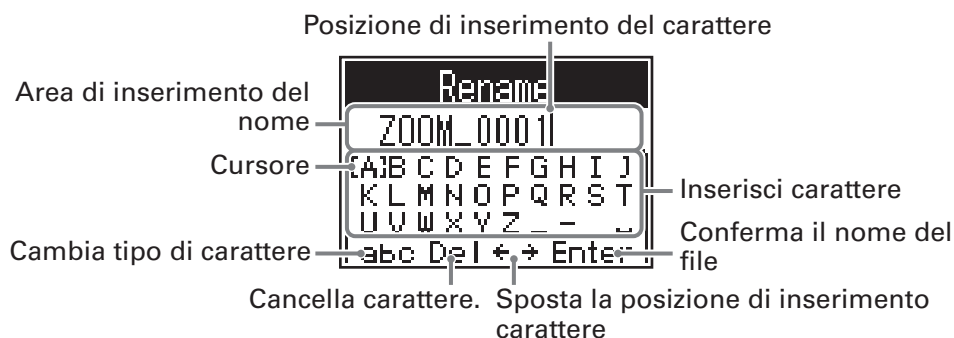 Posizione di inserimento del carattere
Rename
Area di inserimento del
nome
ZOOM_0001
Cursore
[A]B C D E F G H I J
K L M N O P Q R S T
U V W X Y Z _ - ␣
Inserisci carattere
Cambia tipo di carattere
abc Del ←→ Enter
Conferma il nome del
file
Cancella carattere.
Sposta la posizione di inserimento
carattere